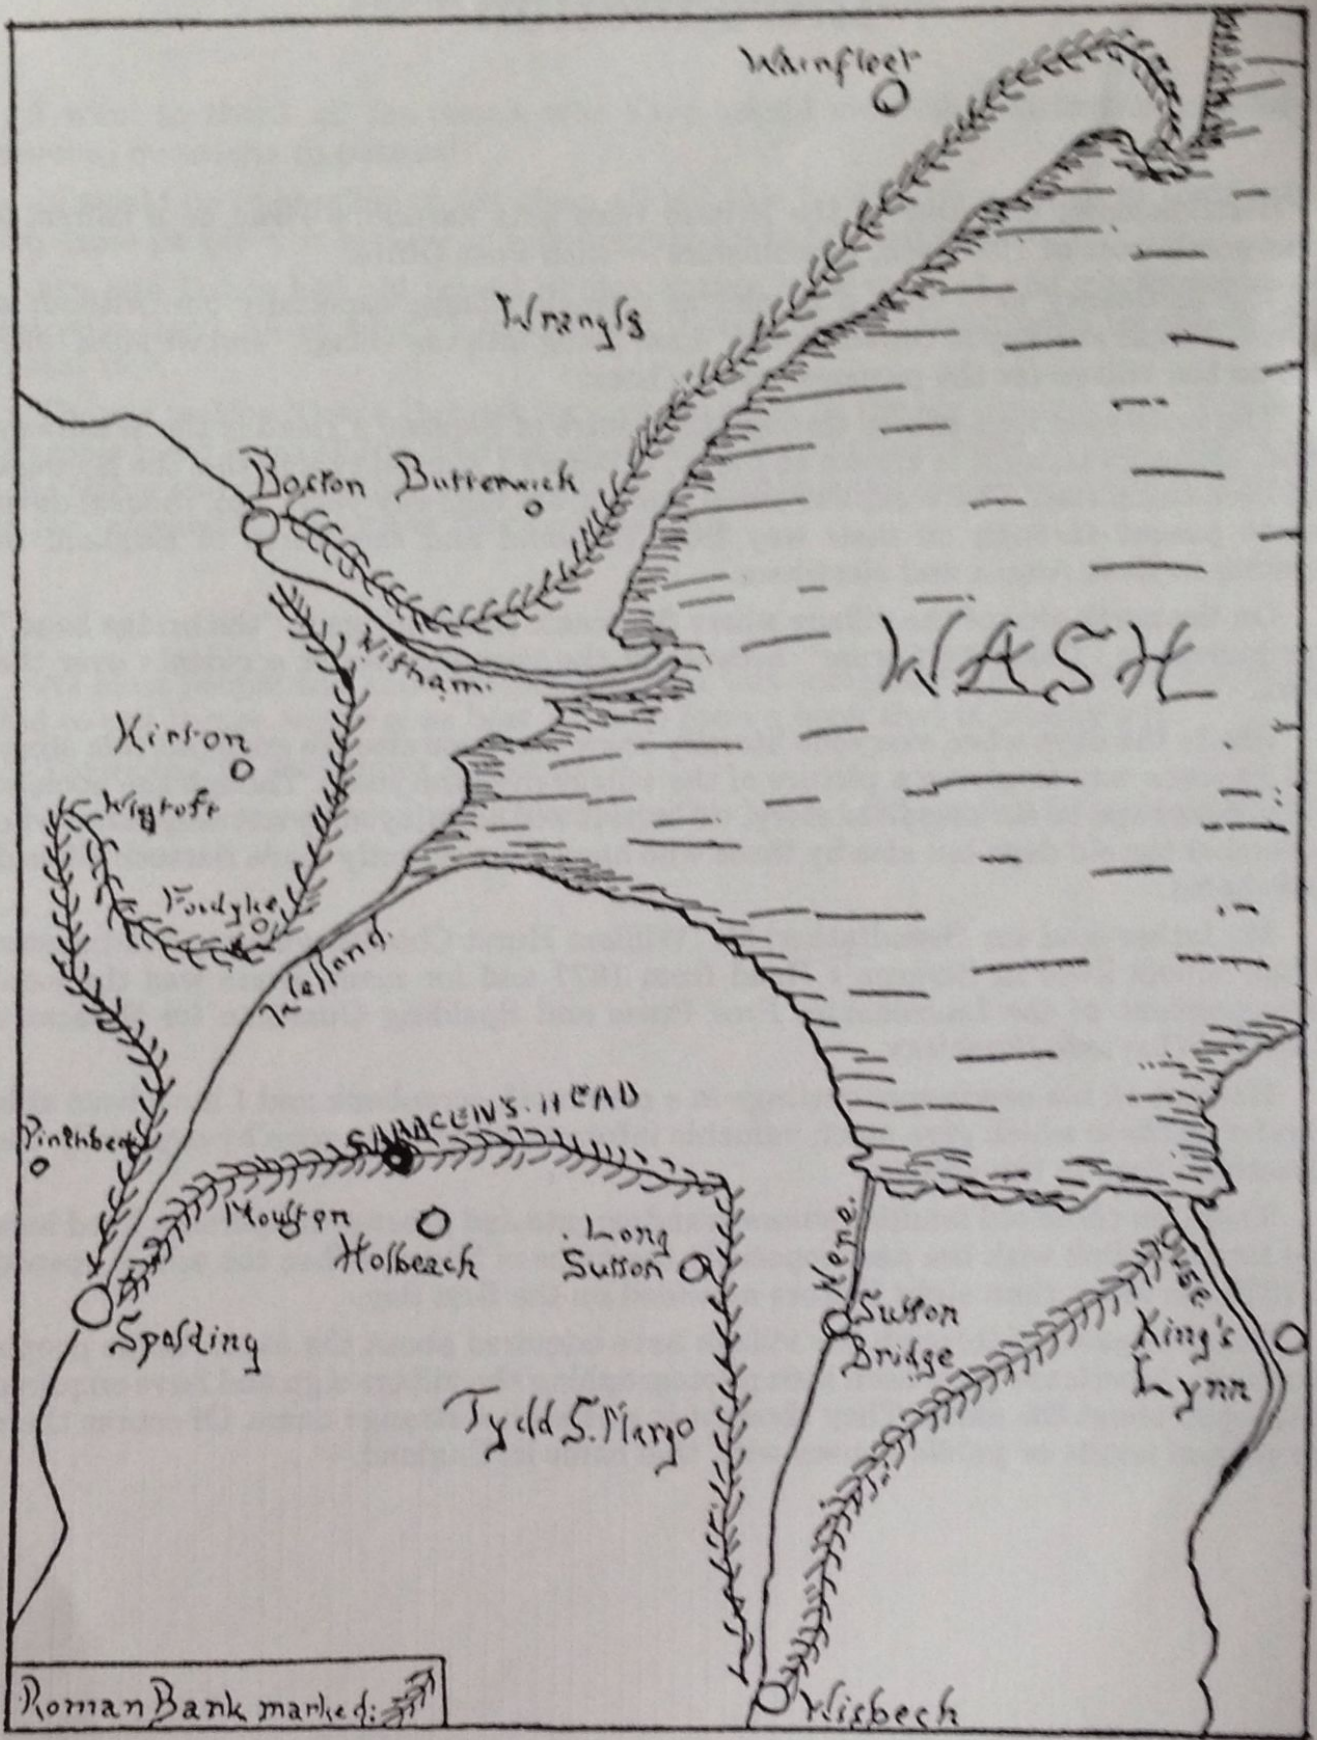 Wainfleet
Wrangle
Boston
Butterwick
Witham.
WASH
Kirton
Wigtoft
Fosdyke
Welland.
SARACEN'S·HEAD
Pinchbeck
Moulton
Holbeach
Long
Sutton
Nene.
Ouse
Sutton
Bridge
King's
Lynn
Spalding
Tydd S. Mary
Wisbech
Roman Bank marked: